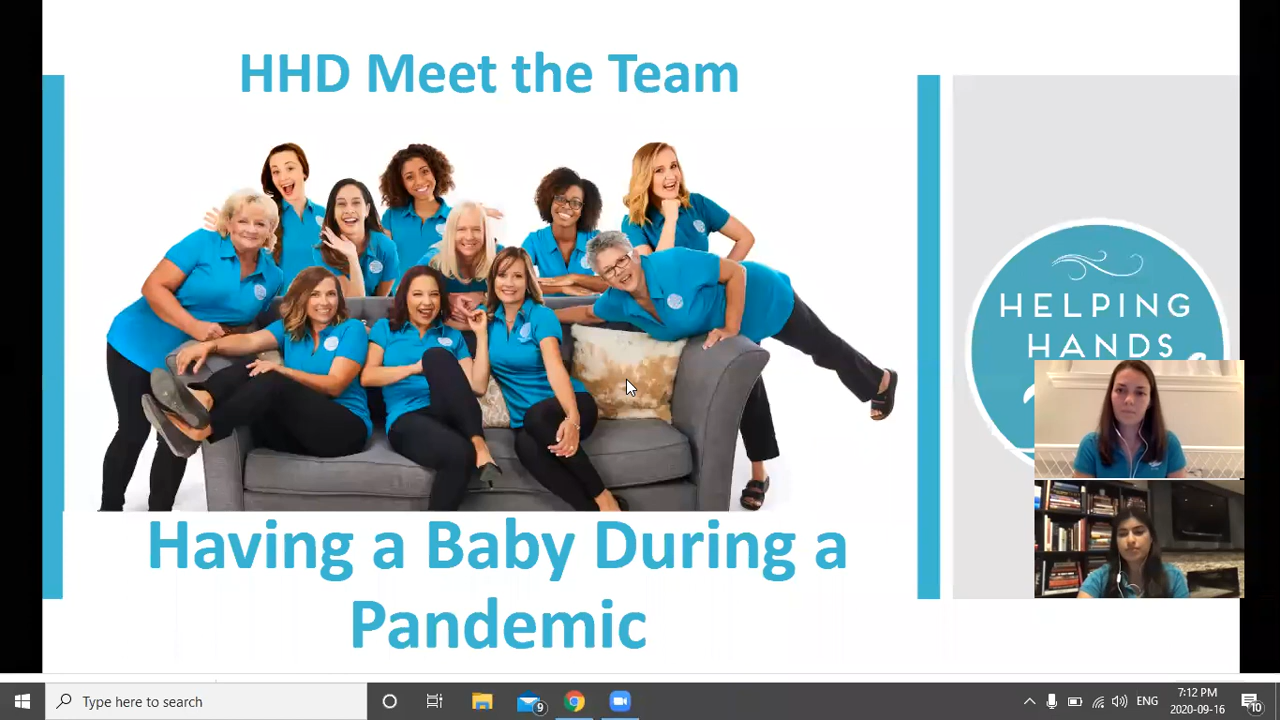 HHD Meet the Team
HELPING
HANDS
Having a Baby During a
Pandemic
Type here to search
9
ENG
7:12 PM
2020-09-16
10